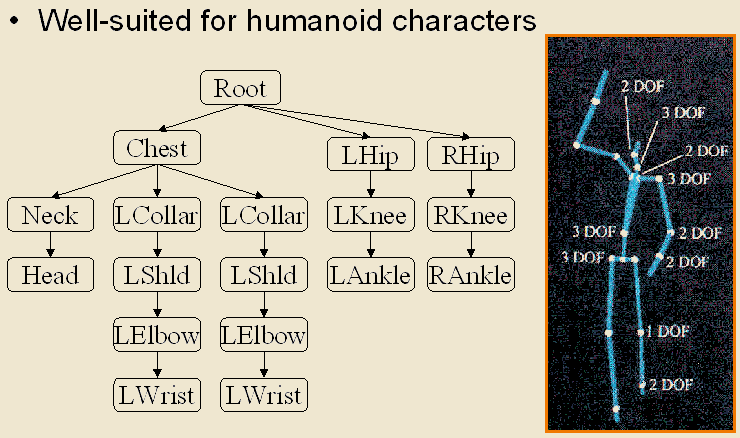 • Well-suited for humanoid characters
Root
Chest
LHip
RHip
Neck
LCollar
LCollar
LKnee
RKnee
Head
LShld
LShld
LAnkle
RAnkle
LElbow
LElbow
LWrist
LWrist
2 DOF
3 DOF
2 DOF
3 DOF
3 DOF
2 DOF
3 DOF
2 DOF
1 DOF
2 DOF